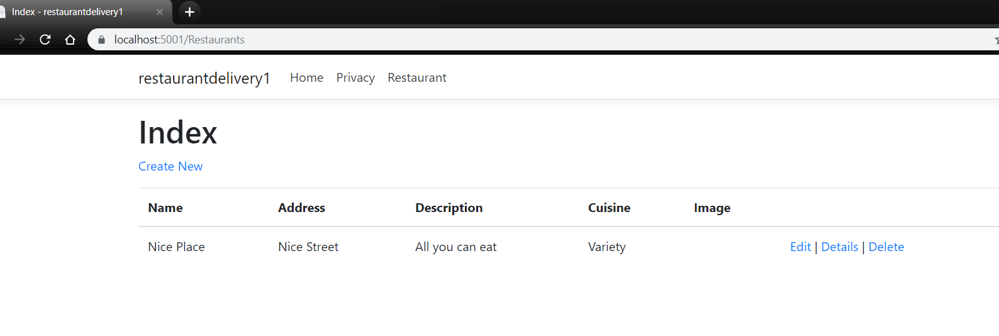 Index - restaurantdelivery1
localhost:5001/Restaurants
restaurantdelivery1 Home Privacy Restaurant
Index
Create New
Name Address Description Cuisine Image
Nice Place Nice Street All you can eat Variety Edit | Details | Delete